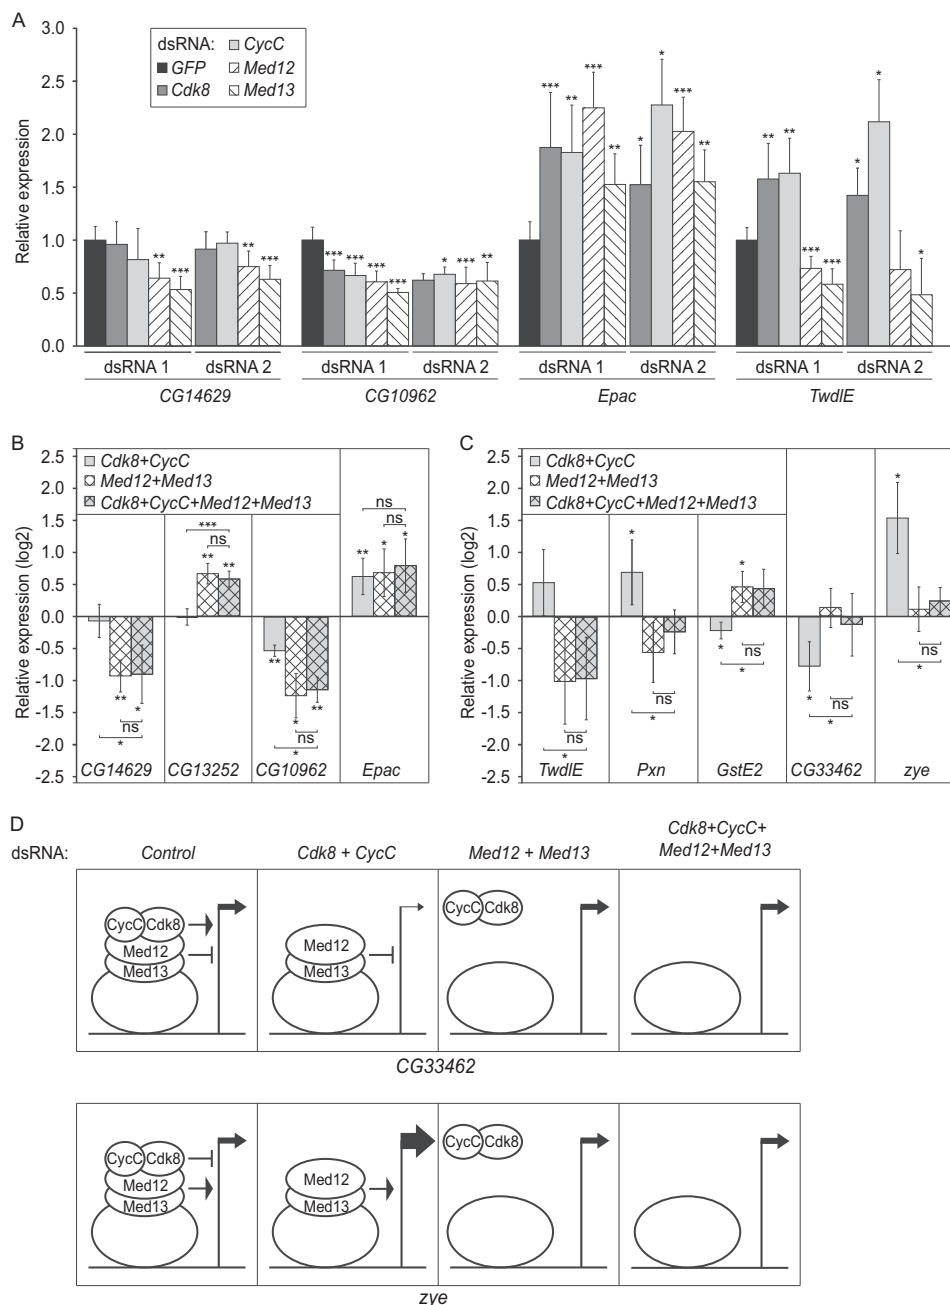 A
3.0
2.5
2.0
1.5
1.0
0.5
0.0
Relative expression
dsRNA: CycC
GFP Med12
Cdk8 Med13
** *** ** ***
*** *** *** *** * *** **
*** ** *** ** * * *** **
** ** *** *** * * *
dsRNA 1 dsRNA 2 dsRNA 1 dsRNA 2 dsRNA 1 dsRNA 2 dsRNA 1 dsRNA 2
CG14629 CG10962 Epac TwdlE
B
2.5
2.0
1.5
1.0
0.5
0.0
-0.5
-1.0
-1.5
-2.0
-2.5
Relative expression (log2)
Cdk8+CycC
Med12+Med13
Cdk8+CycC+Med12+Med13
** * ns *
*** ns ** **
** * ns *
ns ns ** * *
CG14629 CG13252 CG10962 Epac
C
2.5
2.0
1.5
1.0
0.5
0.0
-0.5
-1.0
-1.5
-2.0
-2.5
Relative expression (log2)
Cdk8+CycC
Med12+Med13
Cdk8+CycC+Med12+Med13
ns *
* ns *
* * ns *
* ns *
* ns *
TwdlE Pxn GstE2 CG33462 zye
D
dsRNA: Control Cdk8 + CycC Med12 + Med13 Cdk8+CycC+
Med12+Med13
CycC Cdk8
Med12
Med13
Med12
Med13
CycC Cdk8
CG33462
CycC Cdk8
Med12
Med13
Med12
Med13
CycC Cdk8
zye